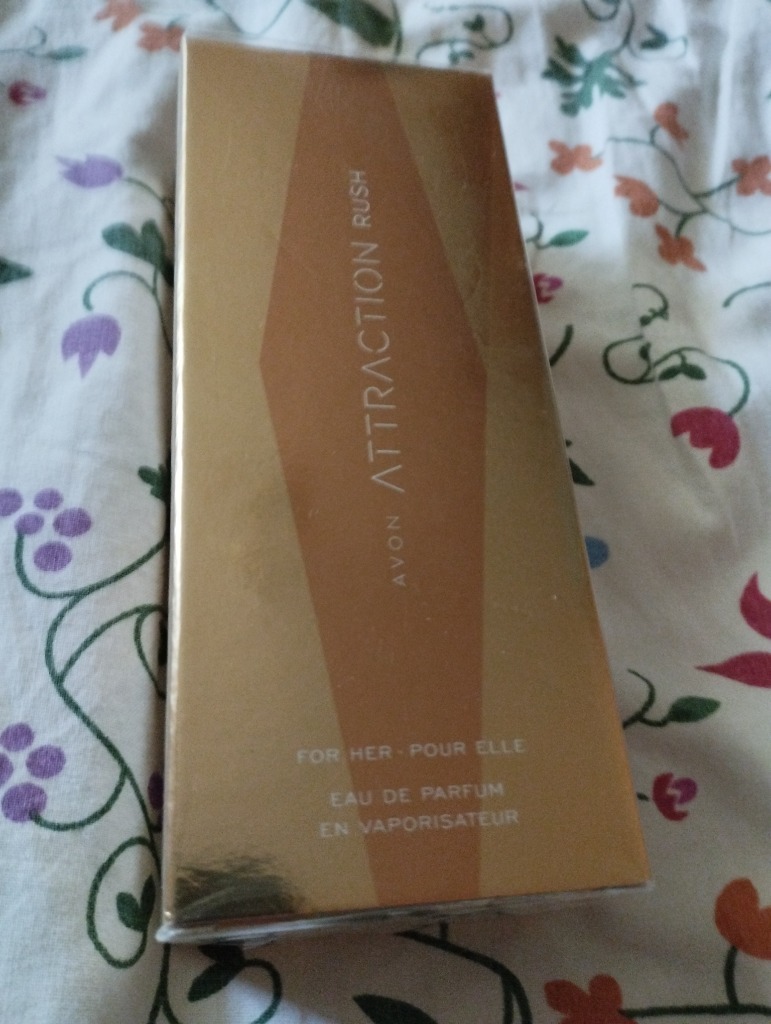 AVON ATTRACTION RUSH
FOR HER · POUR ELLE
EAU DE PARFUM
EN VAPORISATEUR